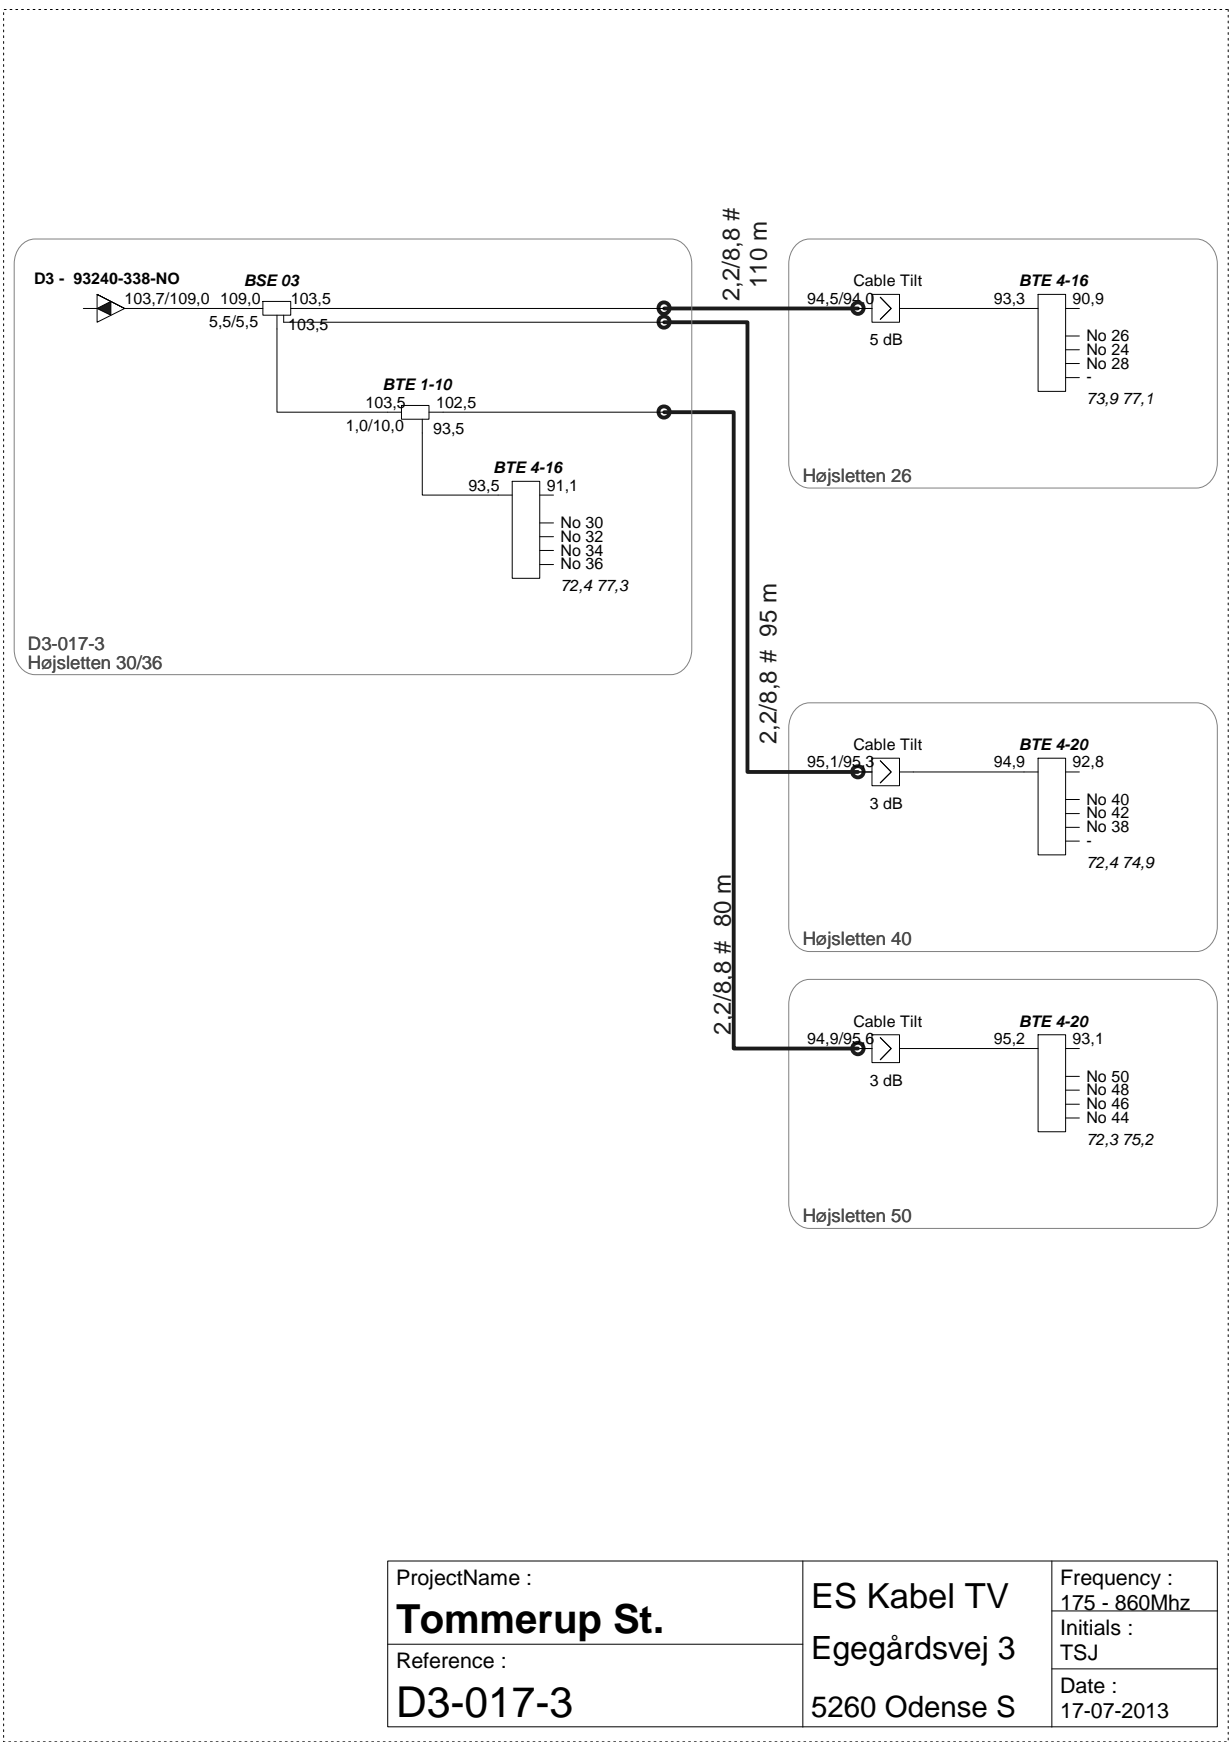 2,2/8,8 #
110 m
D3 - 93240-338-NO
BSE 03
103,7/109,0
109,0
103,5
5,5/5,5
103,5
BTE 1-10
103,5
102,5
1,0/10,0
93,5
BTE 4-16
93,5
91,1
No 30
No 32
No 34
No 36
72,4 77,3
D3-017-3
Højsletten 30/36
Cable Tilt
BTE 4-16
94,5/94,0
93,3
90,9
5 dB
No 26
No 24
No 28
-
73,9 77,1
Højsletten 26
2,2/8,8 # 95 m
Cable Tilt
BTE 4-20
95,1/95,3
94,9
92,8
3 dB
No 40
No 42
No 38
-
72,4 74,9
Højsletten 40
2,2/8,8 # 80 m
Cable Tilt
BTE 4-20
94,9/95,6
95,2
93,1
3 dB
No 50
No 48
No 46
No 44
72,3 75,2
Højsletten 50
ProjectName :
Tommerup St.
Reference :
D3-017-3
ES Kabel TV
Egegårdsvej 3
5260 Odense S
Frequency :
175 - 860Mhz
Initials :
TSJ
Date :
17-07-2013